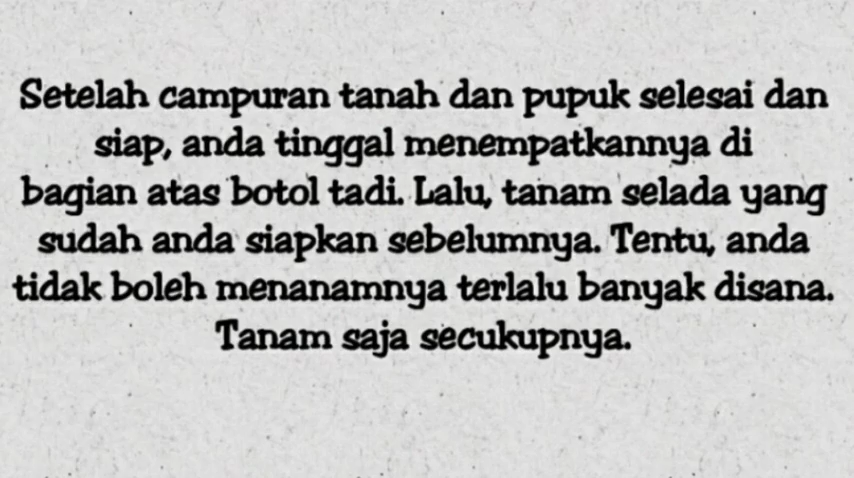 Setelah campuran tanah dan pupuk selesai dan
siap, anda tinggal menempatkannya di
bagian atas botol tadi. Lalu, tanam selada yang
sudah anda siapkan sebelumnya. Tentu, anda
tidak boleh menanamnya terlalu banyak disana.
Tanam saja secukupnya.